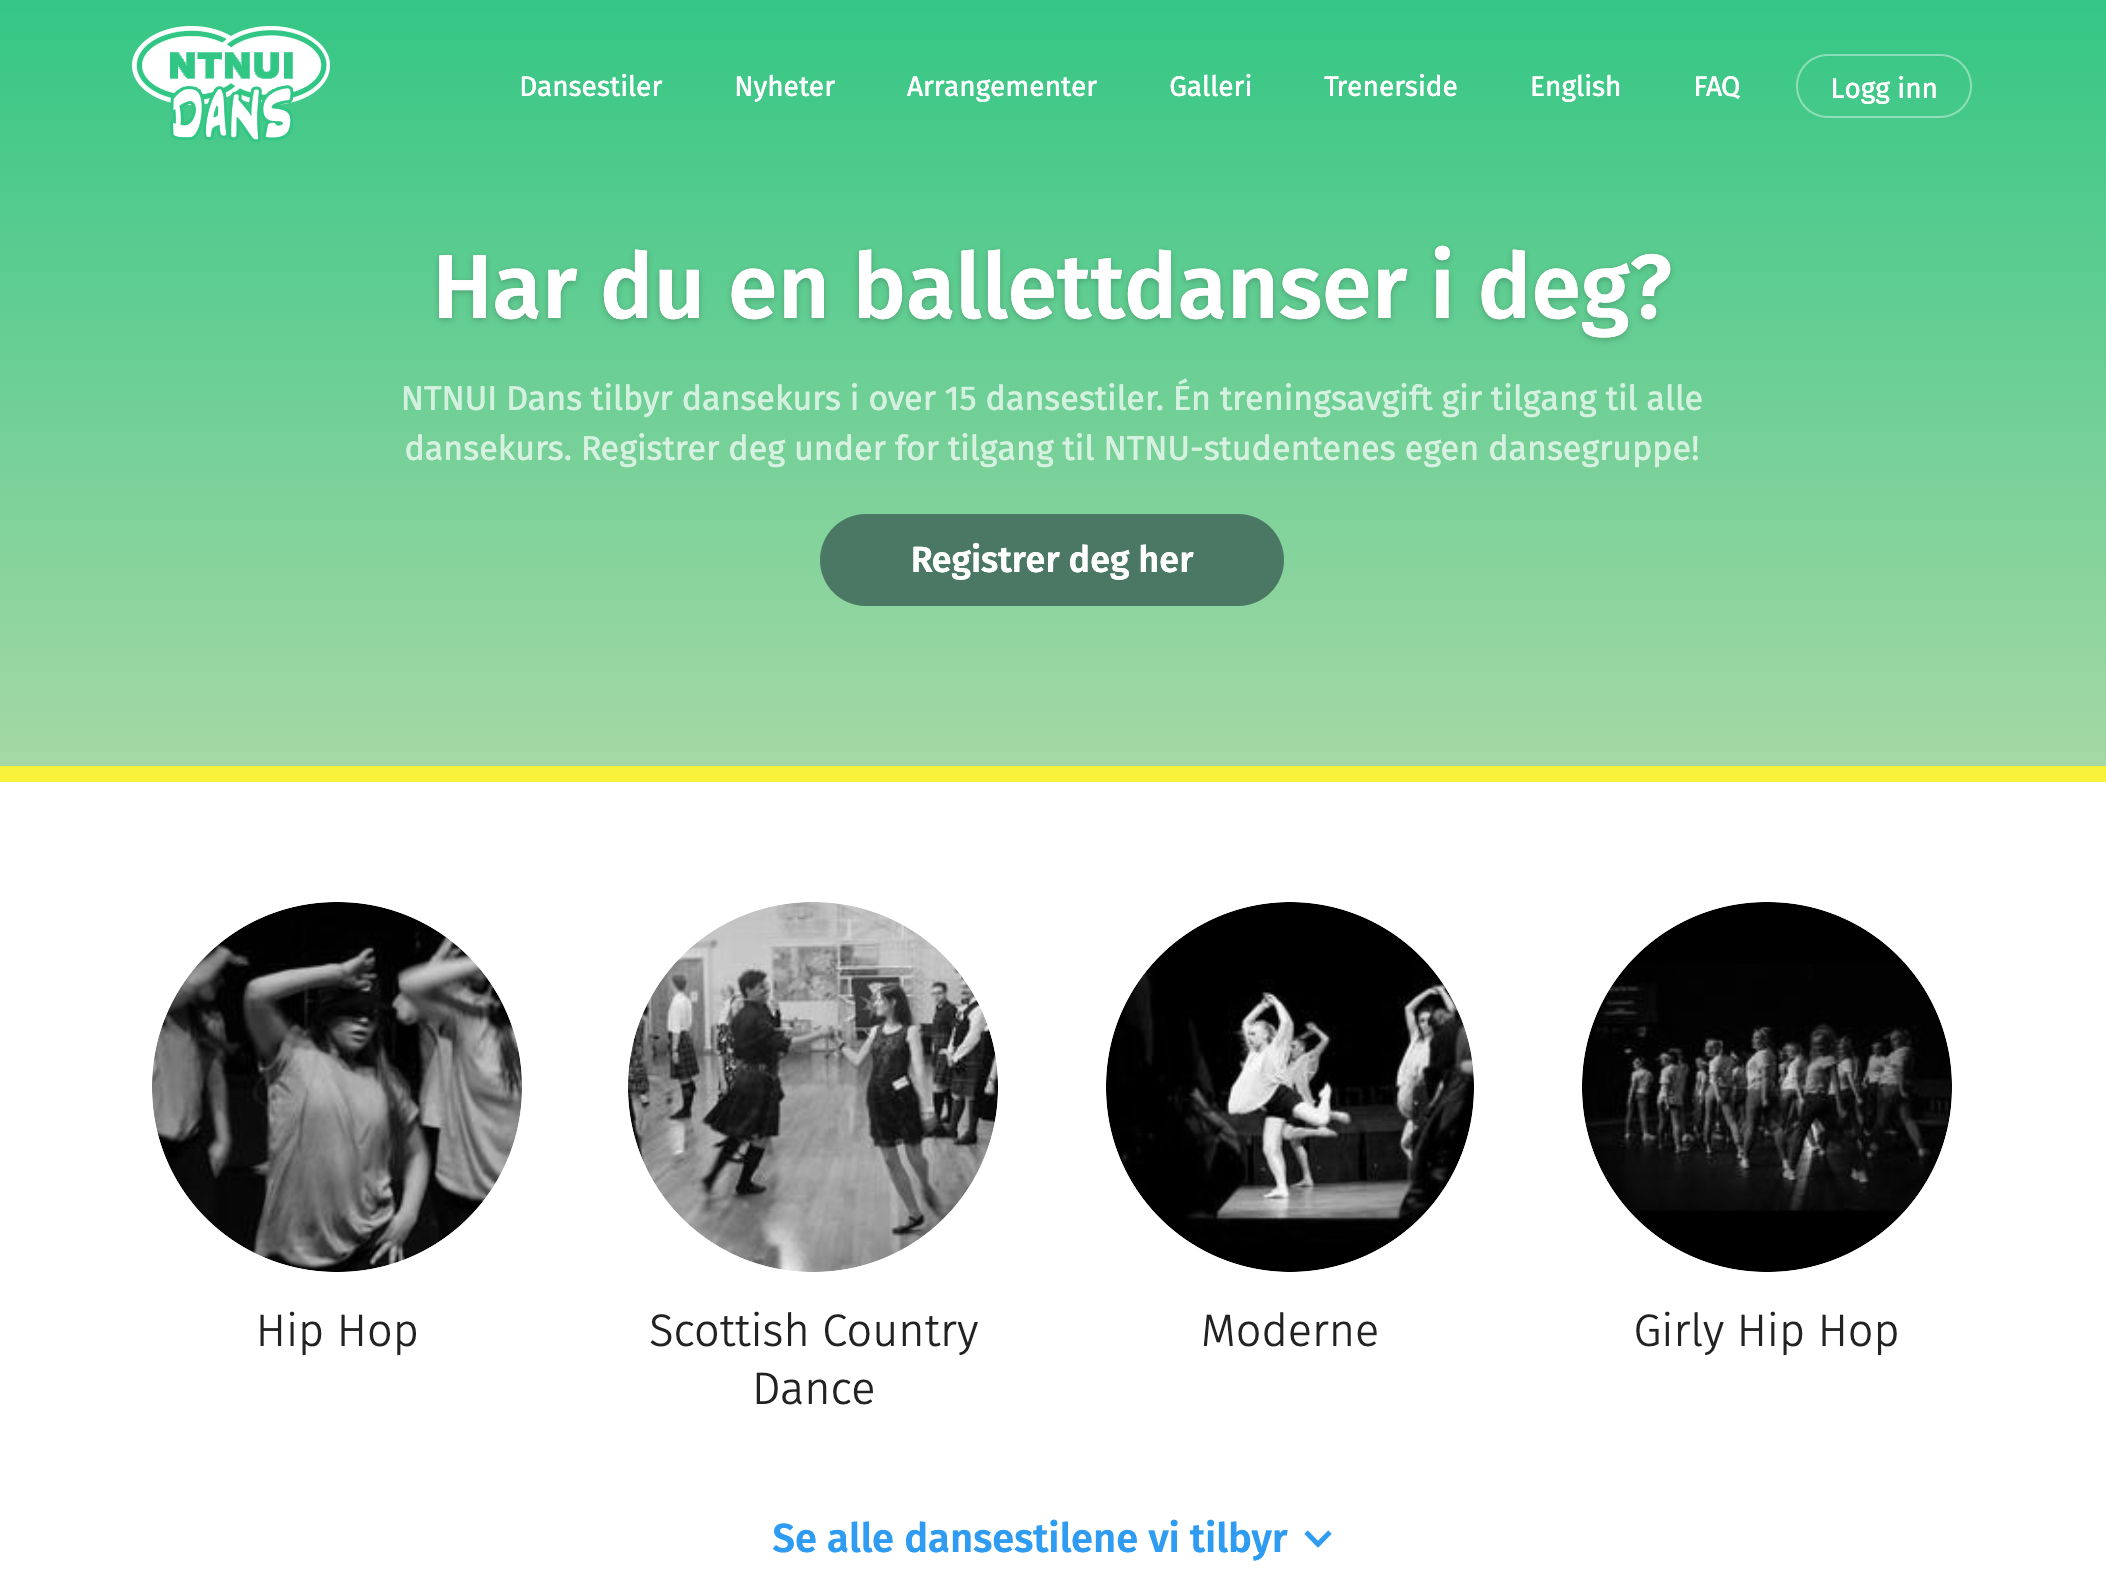 NTNUI
DANS
Dansestiler
Nyheter
Arrangementer
Galleri
Trenerside
English
FAQ
Logg inn
Har du en ballettdanser i deg?
NTNUI Dans tilbyr dansekurs i over 15 dansestiler. Én treningsavgift gir tilgang til alle
dansekurs. Registrer deg under for tilgang til NTNU-studentenes egen dansegruppe!
Registrer deg her
Hip Hop
Scottish Country
Dance
Moderne
Girly Hip Hop
Se alle dansestilene vi tilbyr